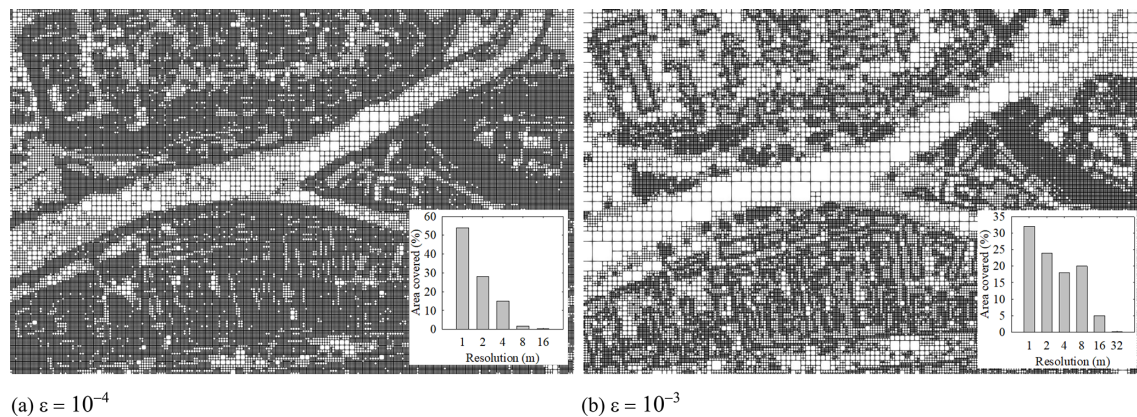 60
50
40
30
20
10
0
Area covered (%)
1 2 4 8 16
Resolution (m)
35
30
25
20
15
10
5
0
Area covered (%)
1 2 4 8 16 32
Resolution (m)
(a) ε = 10⁻⁴
(b) ε = 10⁻³